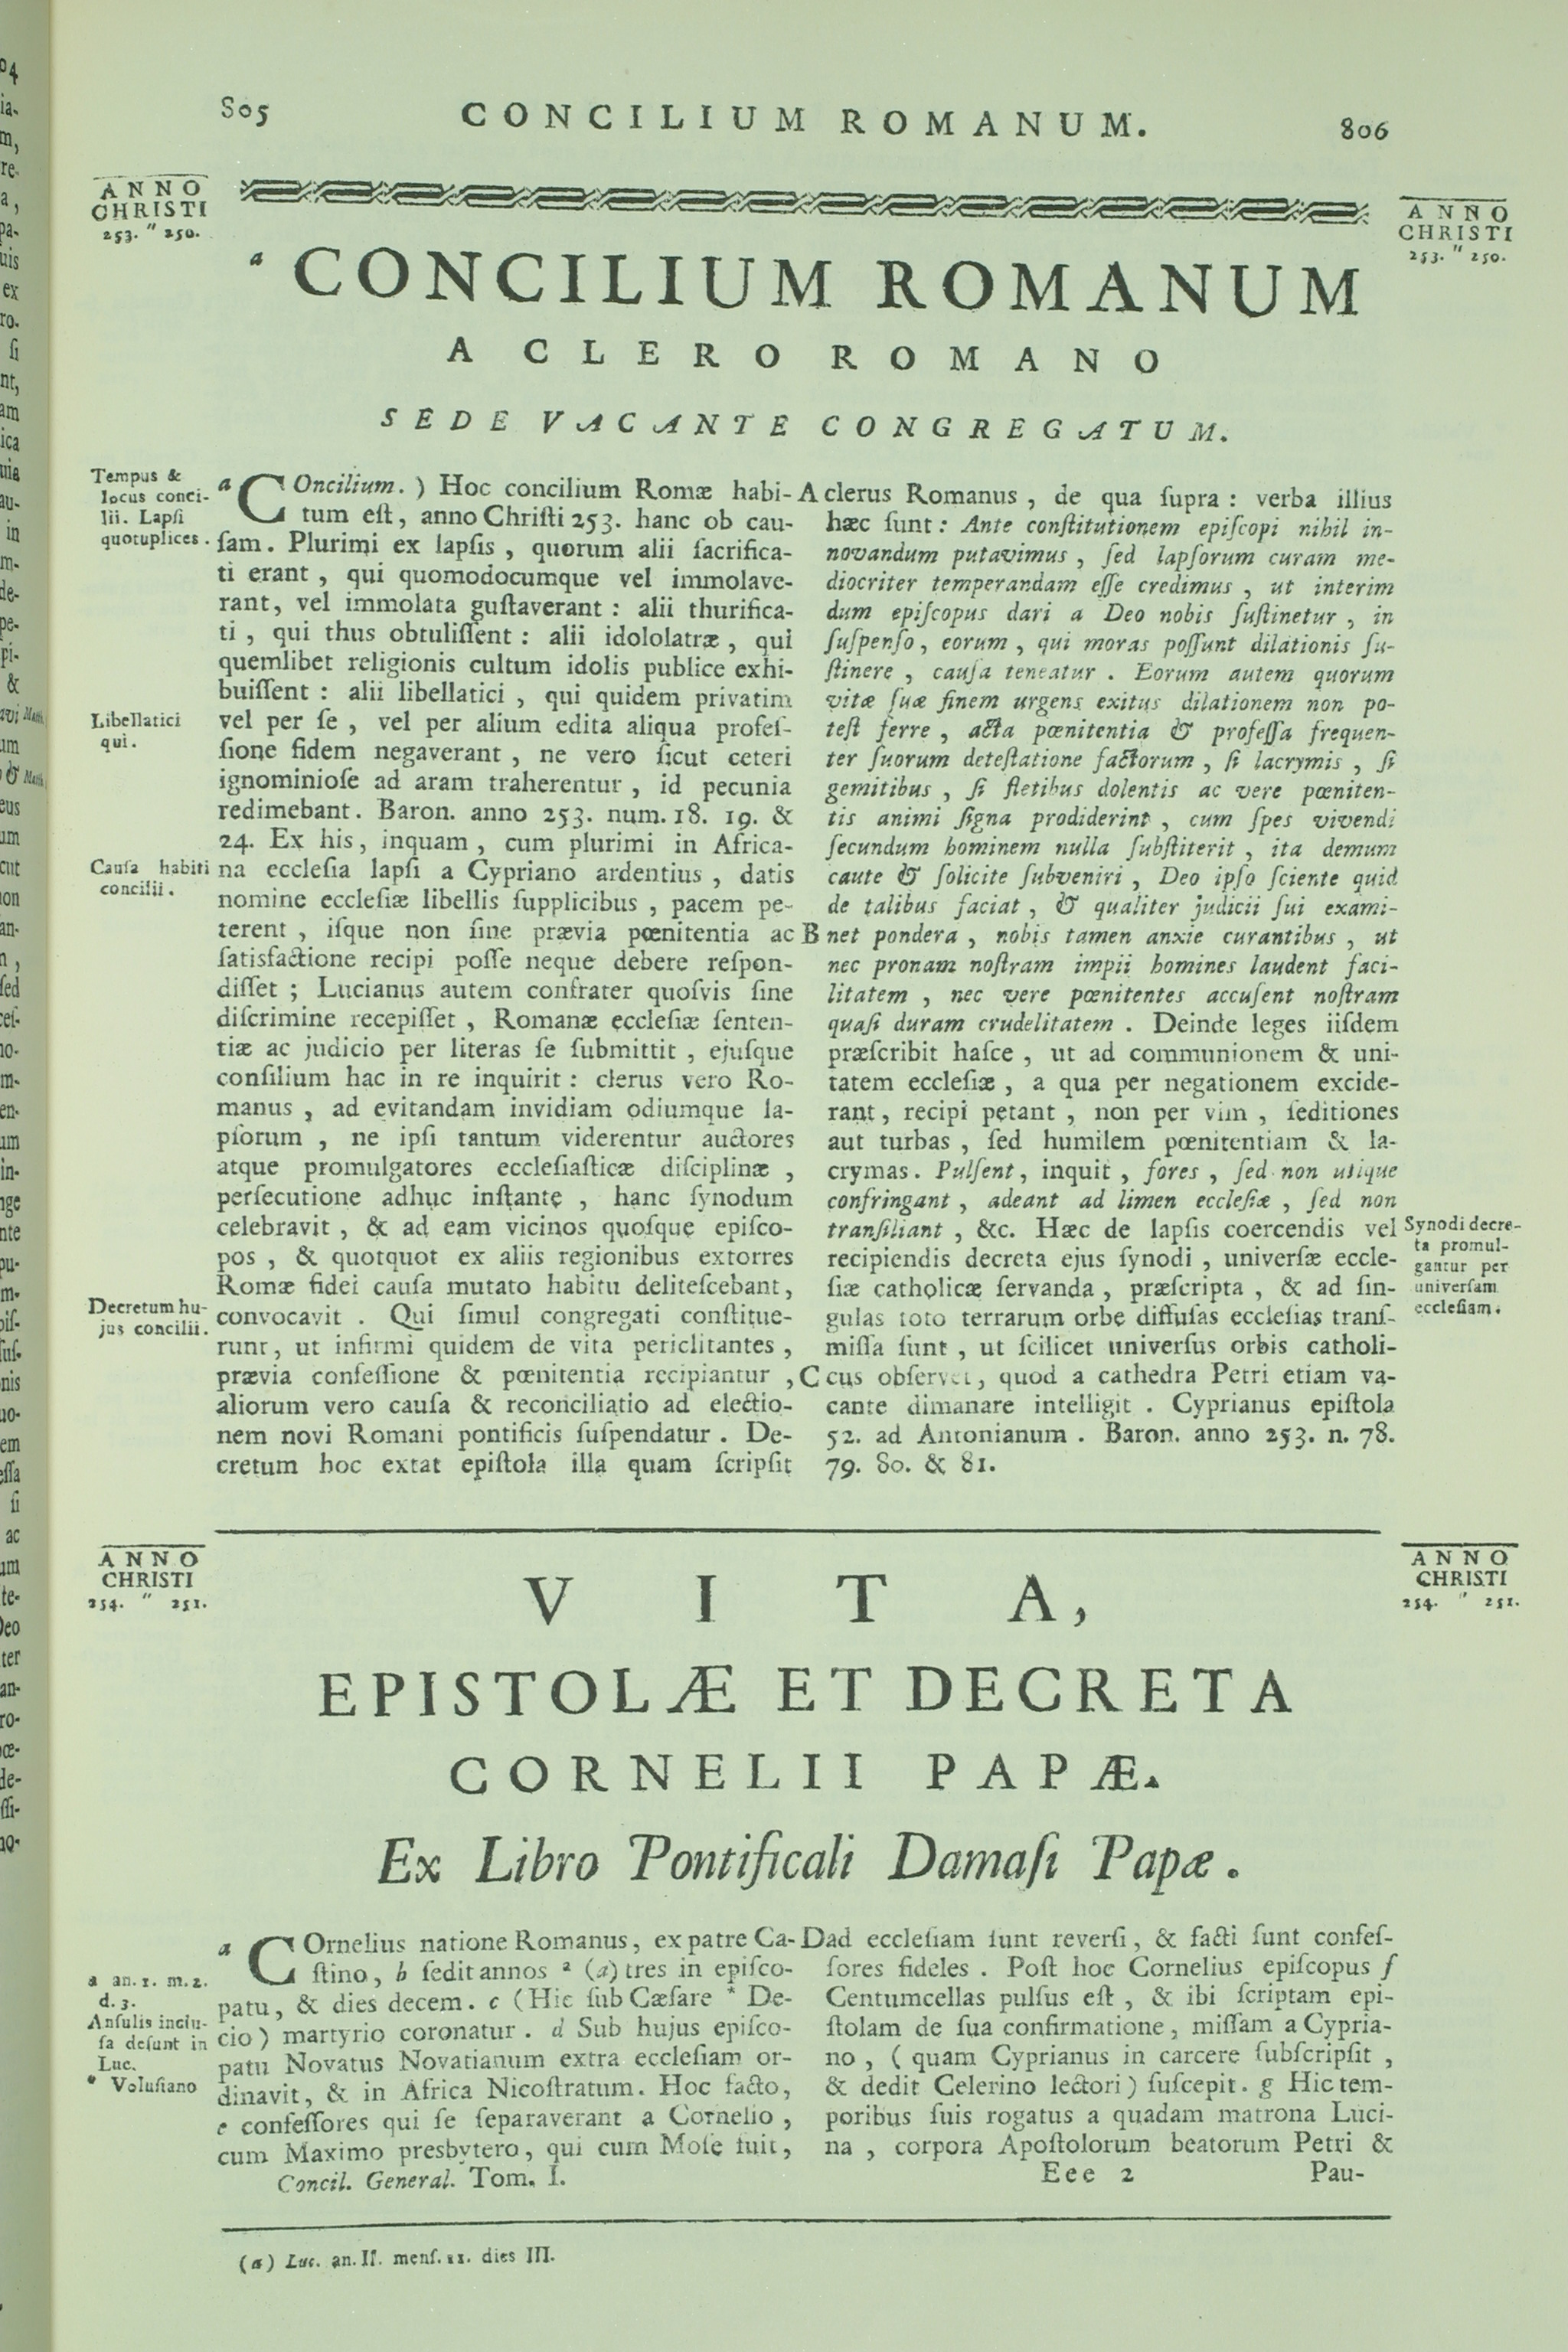 805
CONCILIUM ROMANUM.
806
ANNO
CHRISTI
253. " 250.
ANNO
CHRISTI
253. " 250.
a CONCILIUM ROMANUM
A CLERO ROMANO
SEDE VACANTE CONGREGATUM.
Tempus &
locus conci-
lii. Lapſi
quotuplices.
Libellatici
qui.
Cauſa habiti
concilii.
Decretum hu-
jus concilii.
a COncilium. ) Hoc concilium Romæ habi-
tum eſt, anno Chriſti 253. hanc ob cau-
ſam. Plurimi ex lapſis, quorum alii ſacrifica-
ti erant, qui quomodocumque vel immolave-
rant, vel immolata guſtaverant : alii thurifica-
ti, qui thus obtuliſſent : alii idololatræ, qui
quemlibet religionis cultum idolis publice exhi-
buiſſent : alii libellatici, qui quidem privatim
vel per ſe, vel per alium edita aliqua profeſ-
ſione fidem negaverant, ne vero ſicut ceteri
ignominioſe ad aram traherentur, id pecunia
redimebant. Baron. anno 253. num. 18. 19. &
24. Ex his, inquam, cum plurimi in Africa-
na eccleſia lapſi a Cypriano ardentius, datis
nomine eccleſiæ libellis ſupplicibus, pacem pe-
terent, iſque non ſine prævia pœnitentia ac
ſatisfactione recipi poſſe neque debere reſpon-
diſſet ; Lucianus autem confrater quoſvis ſine
diſcrimine recepiſſet, Romanæ eccleſiæ ſenten-
tiæ ac judicio per literas ſe ſubmittit, ejuſque
conſilium hac in re inquirit : clerus vero Ro-
manus, ad evitandam invidiam odiumque la-
pſorum, ne ipſi tantum viderentur auctores
atque promulgatores eccleſiaſticæ diſciplinæ,
perſecutione adhuc inſtante, hanc ſynodum
celebravit, & ad eam vicinos quoſque epiſco-
pos, & quotquot ex aliis regionibus extorres
Romæ fidei cauſa mutato habitu deliteſcebant,
convocavit. Qui ſimul congregati conſtitue-
runt, ut infirmi quidem de vita periclitantes,
prævia confeſſione & pœnitentia recipiantur,
aliorum vero cauſa & reconciliatio ad electio-
nem novi Romani pontificis ſuſpendatur. De-
cretum hoc extat epiſtola illa quam ſcripſit
A clerus Romanus, de qua ſupra : verba illius
hæc ſunt : Ante conſtitutionem epiſcopi nihil in-
novandum putavimus, ſed lapſorum curam me-
diocriter temperandam eſſe credimus, ut interim
dum epiſcopus dari a Deo nobis ſuſtinetur, in
ſuſpenſo, eorum, qui moras poſſunt dilationis ſu-
ſtinere, cauſa teneatur. Eorum autem quorum
vitæ ſuæ finem urgens exitus dilationem non po-
teſt ferre, acta pœnitentia & profeſſa frequen-
ter ſuorum deteſtatione factorum, ſi lacrymis, ſi
gemitibus, ſi fletibus dolentis ac vere pœniten-
tis animi ſigna prodiderint, cum ſpes vivendi
ſecundum hominem nulla ſubſtiterit, ita demum
caute & ſolicite ſubveniri, Deo ipſo ſciente quid
de talibus faciat, & qualiter judicii ſui exami-
B net pondera, nobis tamen anxie curantibus, ut
nec pronam noſtram impii homines laudent faci-
litatem, nec vere pœnitentes accuſent noſtram
quaſi duram crudelitatem. Deinde leges iiſdem
præſcribit haſce, ut ad communionem & uni-
tatem eccleſiæ, a qua per negationem excide-
rant, recipi petant, non per vim, ſeditiones
aut turbas, ſed humilem pœnitentiam & la-
crymas. Pulſent, inquit, fores, ſed non utique
confringant, adeant ad limen eccleſiæ, ſed non
tranſiliant, &c. Hæc de lapſis coercendis vel
recipiendis decreta ejus ſynodi, univerſæ eccle-
ſiæ catholicæ ſervanda, præſcripta, & ad ſin-
gulas toto terrarum orbe diffuſas eccleſias tranſ-
miſſa ſunt, ut ſcilicet univerſus orbis catholi-
C cus obſervet, quod a cathedra Petri etiam va-
cante dimanare intelligit. Cyprianus epiſtola
52. ad Antonianum. Baron. anno 253. n. 78.
79. 80. & 81.
Synodi decre-
ta promul-
gantur per
univerſam
eccleſiam.
ANNO
CHRISTI
254. " 251.
ANNO
CHRISTI
254. " 251.
VITA,
EPISTOLÆ ET DECRETA
CORNELII PAPÆ.
Ex Libro Pontificali Damaſi Papæ.
a an. 1. m. 2.
d. 3.
Anſulis inclu-
ſa deſunt in
Luc.
* Voluſiano
a COrnelius natione Romanus, ex patre Ca-
ſtino, b ſedit annos a (a) tres in epiſco-
patu, & dies decem. c (Hic ſub Cæſare * De-
cio) martyrio coronatur. d Sub hujus epiſco-
patu Novatus Novatianum extra eccleſiam or-
dinavit, & in Africa Nicoſtratum. Hoc facto,
e confeſſores qui ſe ſeparaverant a Cornelio,
cum Maximo presbytero, qui cum Moſe fuit,
D ad eccleſiam ſunt reverſi, & facti ſunt confeſ-
ſores fideles. Poſt hoc Cornelius epiſcopus f
Centumcellas pulſus eſt, & ibi ſcriptam epi-
ſtolam de ſua confirmatione, miſſam a Cypria-
no, (quam Cyprianus in carcere ſubſcripſit,
& dedit Celerino lectori) ſuſcepit. g Hic tem-
poribus ſuis rogatus a quadam matrona Luci-
na, corpora Apoſtolorum beatorum Petri &
Concil. General. Tom. I.
Eee 2
Pau-
(a) Luc. an. II. menſ. 11. dies III.